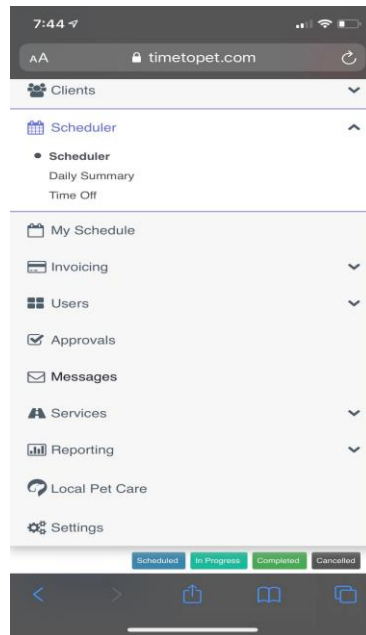 7:44
AA timetopet.com
Clients
Scheduler
Scheduler
Daily Summary
Time Off
My Schedule
Invoicing
Users
Approvals
Messages
Services
Reporting
Local Pet Care
Settings
Scheduled In Progress Completed Cancelled